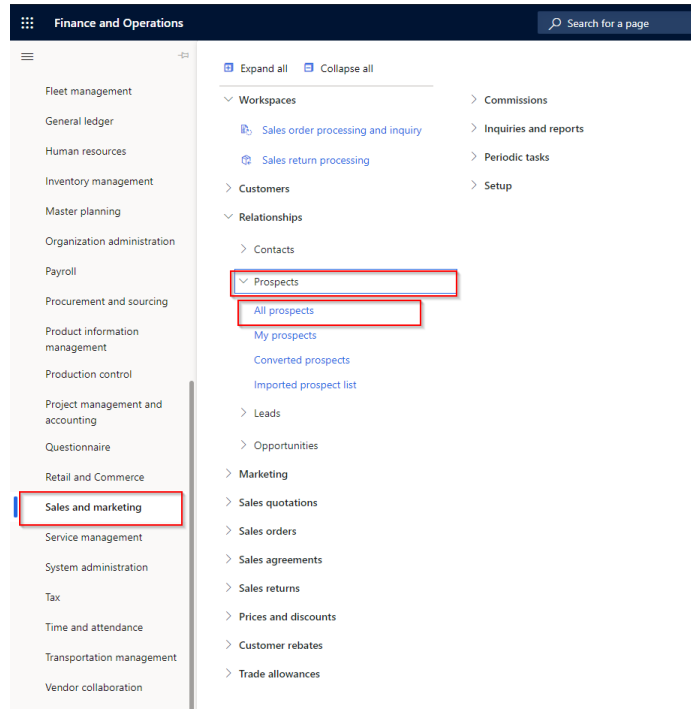 Finance and Operations
Search for a page
Fleet management
General ledger
Human resources
Inventory management
Master planning
Organization administration
Payroll
Procurement and sourcing
Product information
management
Production control
Project management and
accounting
Questionnaire
Retail and Commerce
Sales and marketing
Service management
System administration
Tax
Time and attendance
Transportation management
Vendor collaboration
Expand all
Collapse all
Workspaces
Sales order processing and inquiry
Sales return processing
Customers
Relationships
Contacts
Prospects
All prospects
My prospects
Converted prospects
Imported prospect list
Leads
Opportunities
Marketing
Sales quotations
Sales orders
Sales agreements
Sales returns
Prices and discounts
Customer rebates
Trade allowances
Commissions
Inquiries and reports
Periodic tasks
Setup